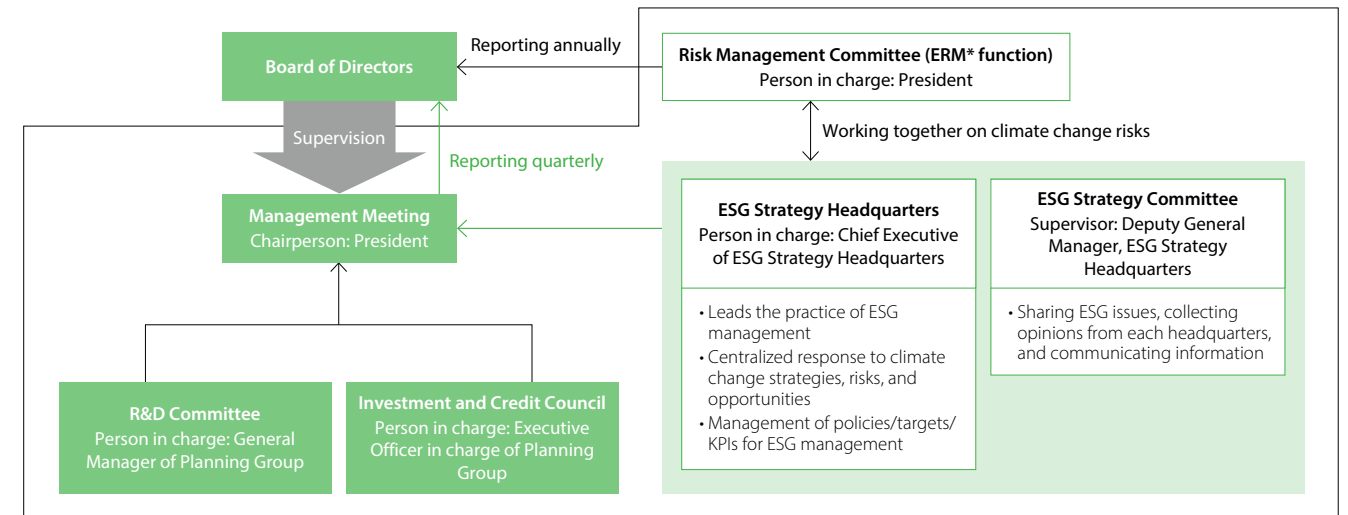 Reporting annually
Board of Directors
Risk Management Committee (ERM* function)
Person in charge: President
Supervision
Working together on climate change risks
Reporting quarterly
Management Meeting
Chairperson: President
ESG Strategy Headquarters
Person in charge: Chief Executive
of ESG Strategy Headquarters
• Leads the practice of ESG
management
• Centralized response to climate
change strategies, risks, and
opportunities
• Management of policies/targets/
KPIs for ESG management
ESG Strategy Committee
Supervisor: Deputy General
Manager, ESG Strategy
Headquarters
• Sharing ESG issues, collecting
opinions from each headquarters,
and communicating information
R&D Committee
Person in charge: General
Manager of Planning Group
Investment and Credit Council
Person in charge: Executive
Officer in charge of Planning
Group